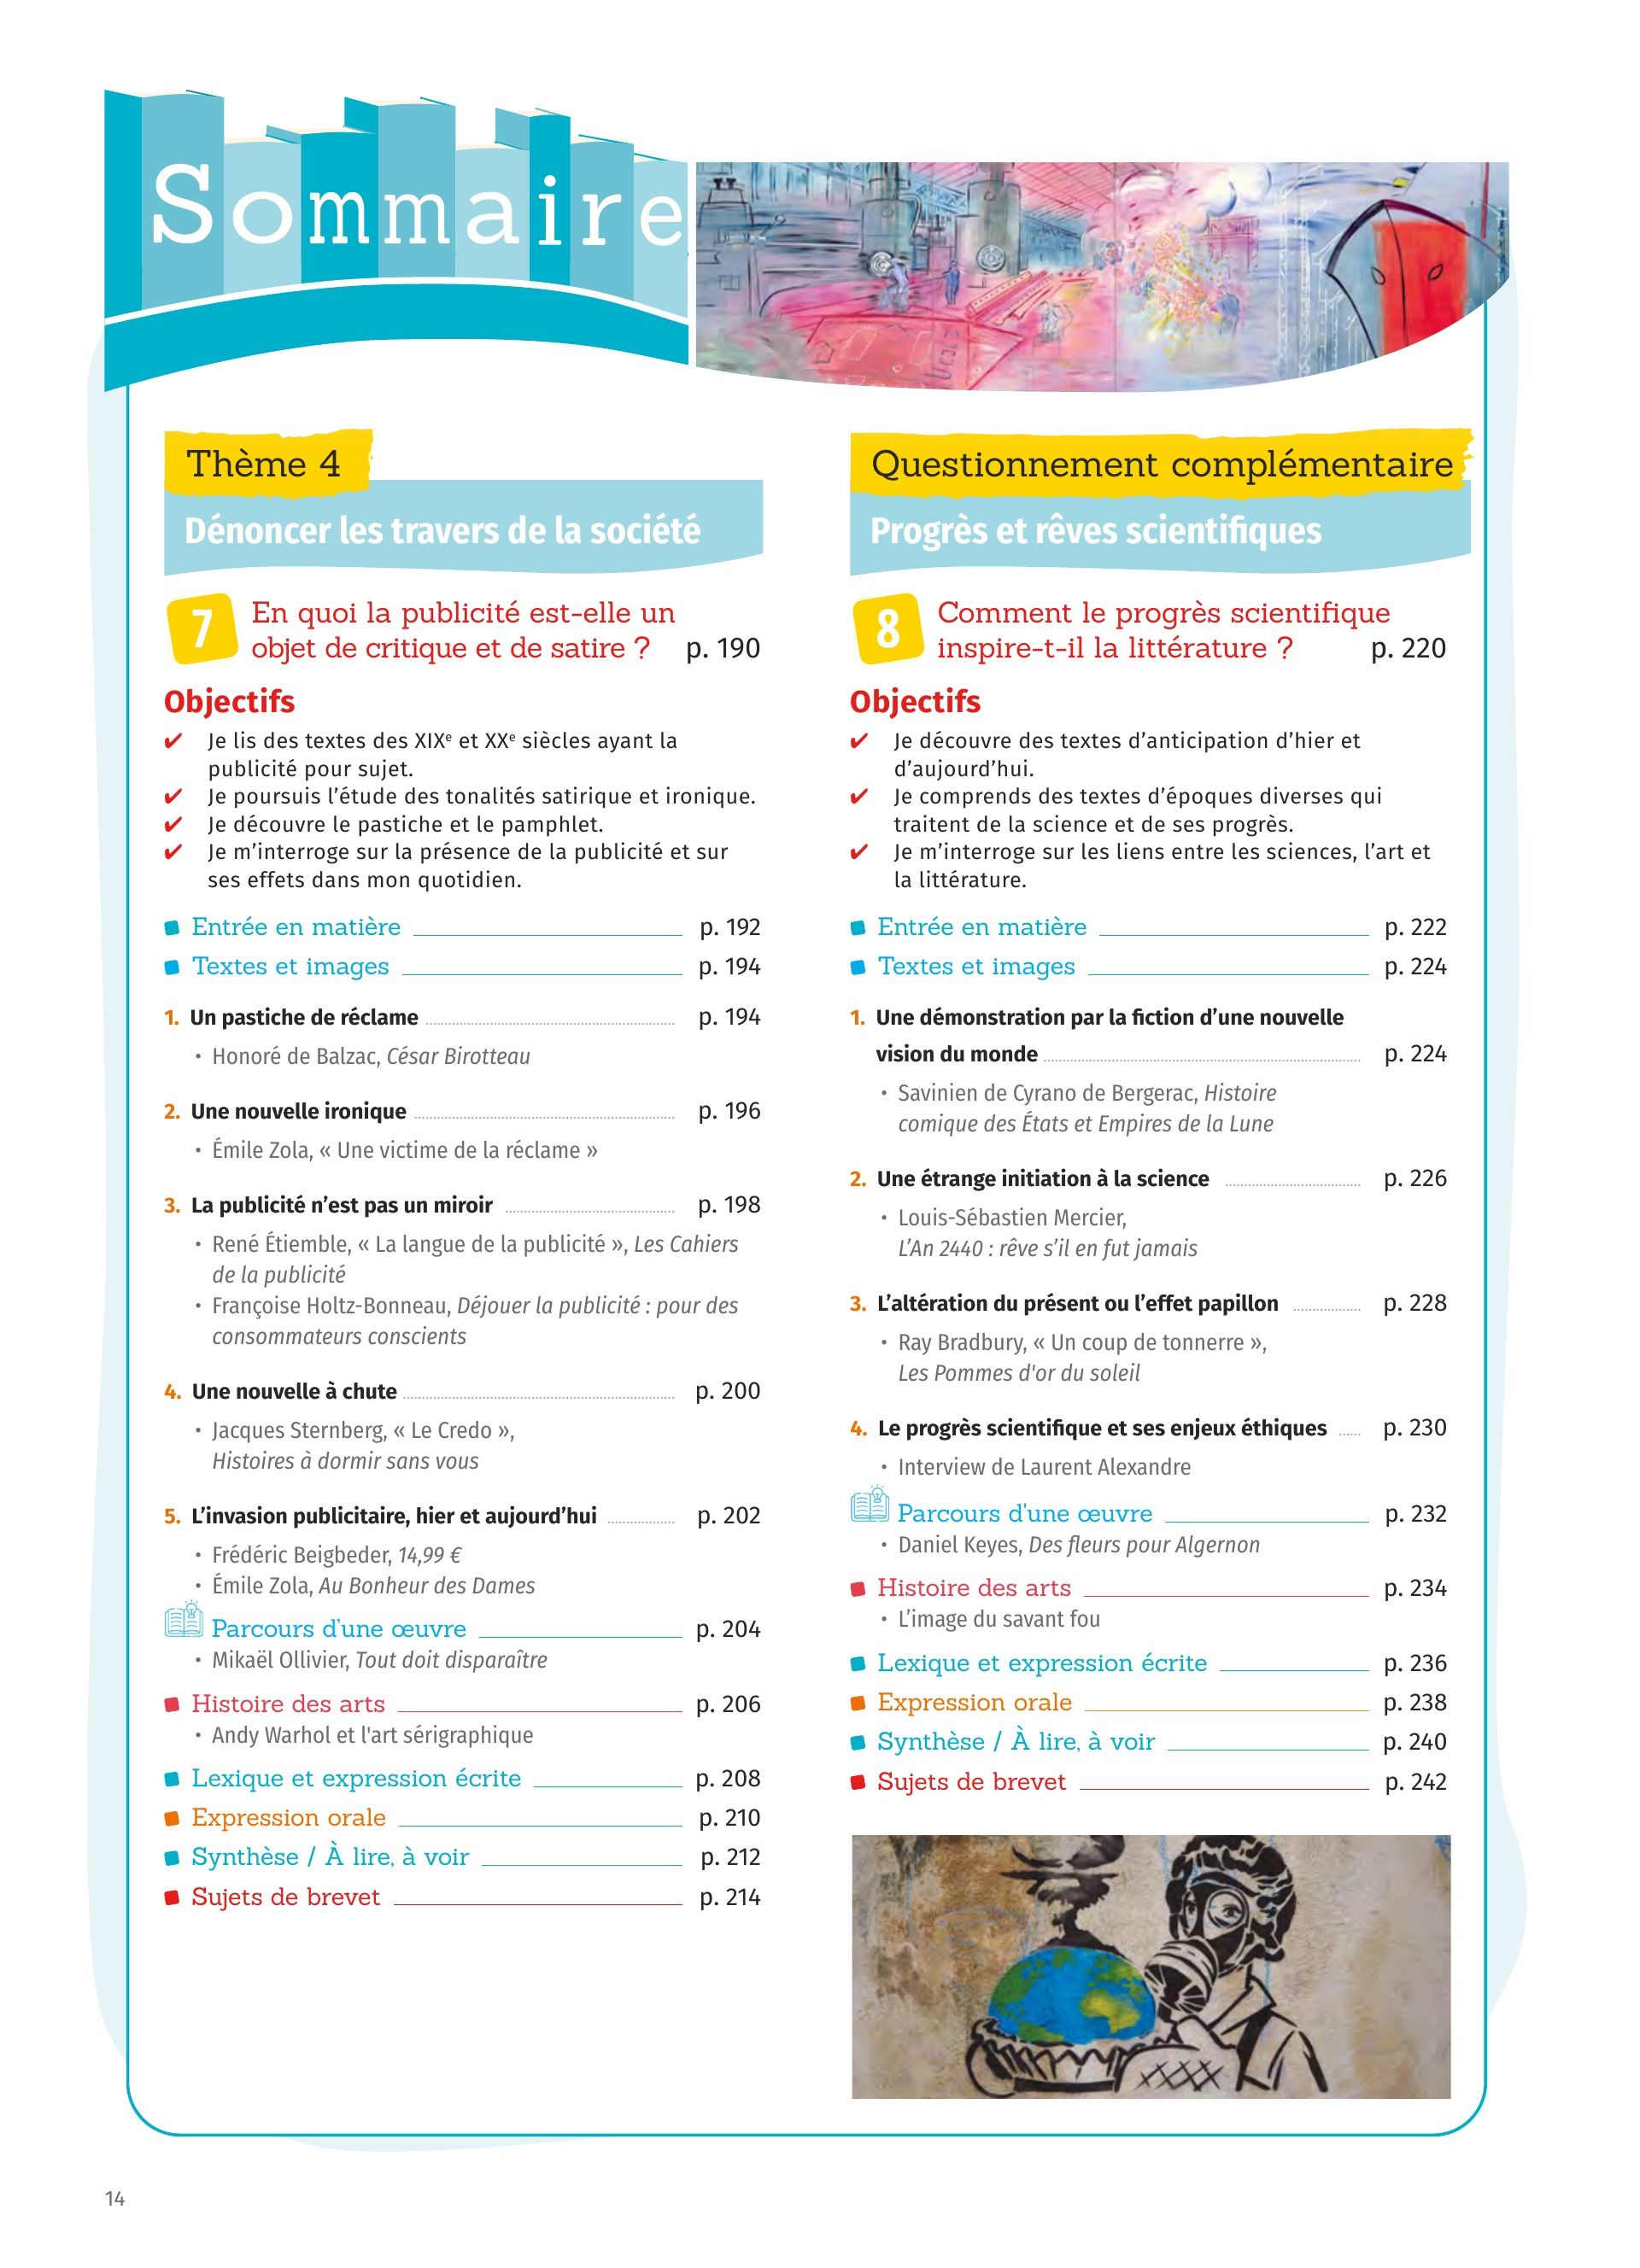 Sommaire
Thème 4
Dénoncer les travers de la société
7
En quoi la publicité est-elle un
objet de critique et de satire ? p. 190
Objectifs
✔ Je lis des textes des XIXe et XXe siècles ayant la
publicité pour sujet.
✔ Je poursuis l’étude des tonalités satirique et ironique.
✔ Je découvre le pastiche et le pamphlet.
✔ Je m’interroge sur la présence de la publicité et sur
ses effets dans mon quotidien.
Entrée en matière p. 192
Textes et images p. 194
1. Un pastiche de réclame p. 194
• Honoré de Balzac, César Birotteau
2. Une nouvelle ironique p. 196
• Émile Zola, « Une victime de la réclame »
3. La publicité n’est pas un miroir p. 198
• René Étiemble, « La langue de la publicité », Les Cahiers
de la publicité
• Françoise Holtz-Bonneau, Déjouer la publicité : pour des
consommateurs conscients
4. Une nouvelle à chute p. 200
• Jacques Sternberg, « Le Credo »,
Histoires à dormir sans vous
5. L’invasion publicitaire, hier et aujourd’hui p. 202
• Frédéric Beigbeder, 14,99 €
• Émile Zola, Au Bonheur des Dames
Parcours d’une œuvre p. 204
• Mikaël Ollivier, Tout doit disparaître
Histoire des arts p. 206
• Andy Warhol et l'art sérigraphique
Lexique et expression écrite p. 208
Expression orale p. 210
Synthèse / À lire, à voir p. 212
Sujets de brevet p. 214
Questionnement complémentaire
Progrès et rêves scientifiques
8
Comment le progrès scientifique
inspire-t-il la littérature ? p. 220
Objectifs
✔ Je découvre des textes d’anticipation d’hier et
d’aujourd’hui.
✔ Je comprends des textes d’époques diverses qui
traitent de la science et de ses progrès.
✔ Je m’interroge sur les liens entre les sciences, l’art et
la littérature.
Entrée en matière p. 222
Textes et images p. 224
1. Une démonstration par la fiction d’une nouvelle
vision du monde p. 224
• Savinien de Cyrano de Bergerac, Histoire
comique des États et Empires de la Lune
2. Une étrange initiation à la science p. 226
• Louis-Sébastien Mercier,
L’An 2440 : rêve s’il en fut jamais
3. L’altération du présent ou l’effet papillon p. 228
• Ray Bradbury, « Un coup de tonnerre »,
Les Pommes d'or du soleil
4. Le progrès scientifique et ses enjeux éthiques p. 230
• Interview de Laurent Alexandre
Parcours d'une œuvre p. 232
• Daniel Keyes, Des fleurs pour Algernon
Histoire des arts p. 234
• L’image du savant fou
Lexique et expression écrite p. 236
Expression orale p. 238
Synthèse / À lire, à voir p. 240
Sujets de brevet p. 242
14